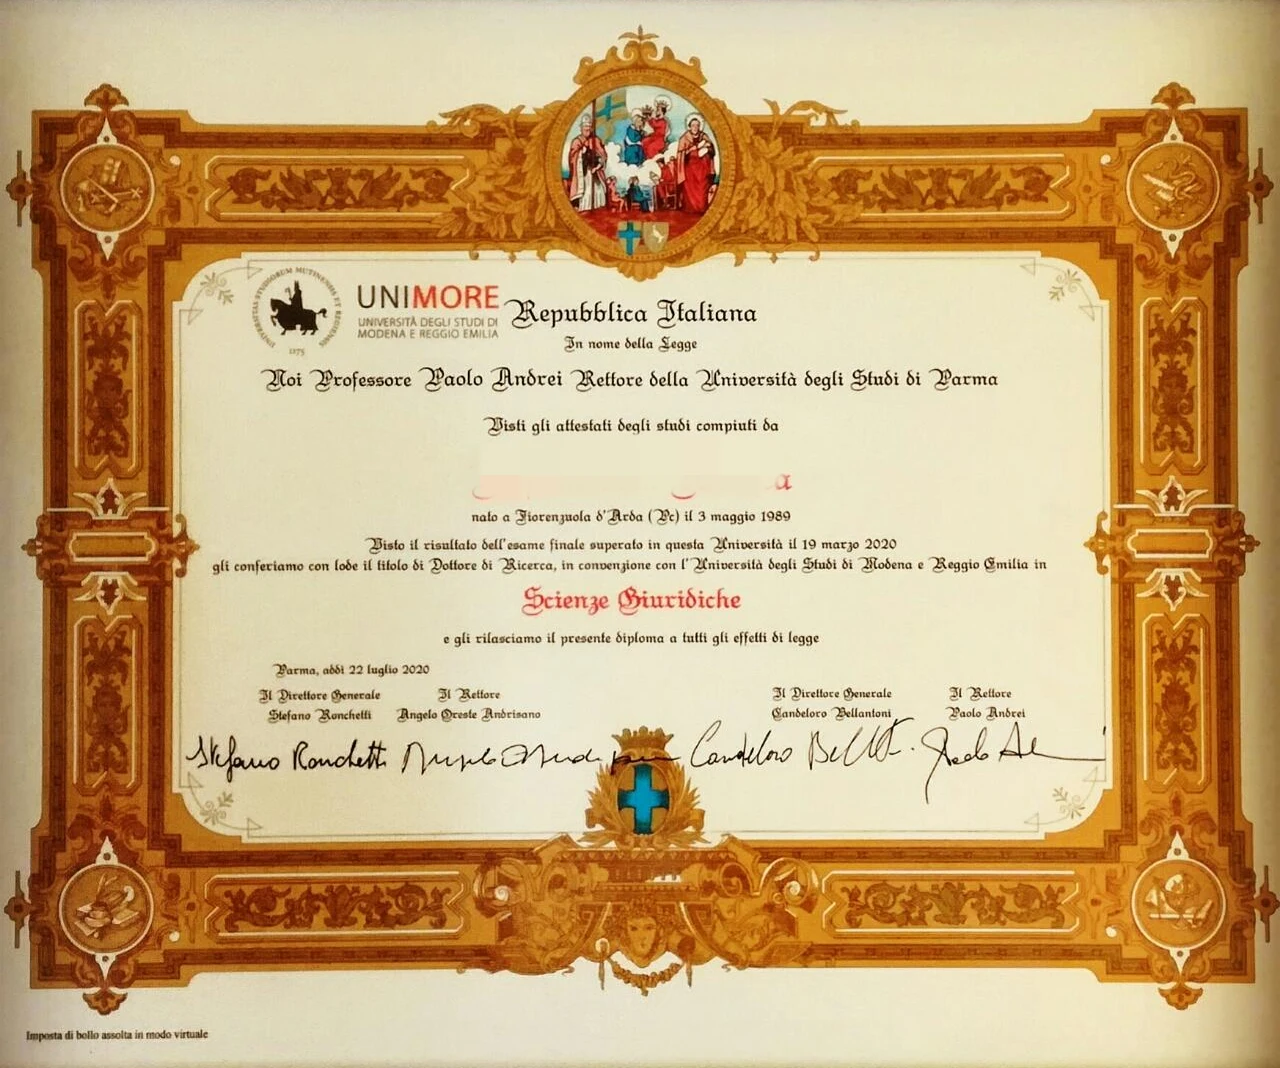 UNIVERSITAS STUDIORUM MUTINENSIS ET REGIENSIS
1175
UNIMORE
UNIVERSITÀ DEGLI STUDI DI
MODENA E REGGIO EMILIA
Repubblica Italiana
In nome della Legge
Noi Professore Paolo Andrei Rettore della Università degli Studi di Parma
Visti gli attestati degli studi compiuti da
a
nato a Fiorenzuola d'Arda (Pc) il 3 maggio 1989
Visto il risultato dell'esame finale superato in questa Università il 19 marzo 2020
gli conferiamo con lode il titolo di Dottore di Ricerca, in convenzione con l'Università degli Studi di Modena e Reggio Emilia in
Scienze Giuridiche
e gli rilasciamo il presente diploma a tutti gli effetti di legge
Parma, addì 22 luglio 2020
Il Direttore Generale Il Rettore Il Direttore Generale Il Rettore
Stefano Ronchetti Angelo Oreste Andrisano Candeloro Bellantoni Paolo Andrei
Stefano Ronchetti Candeloro
Imposta di bollo assolta in modo virtuale